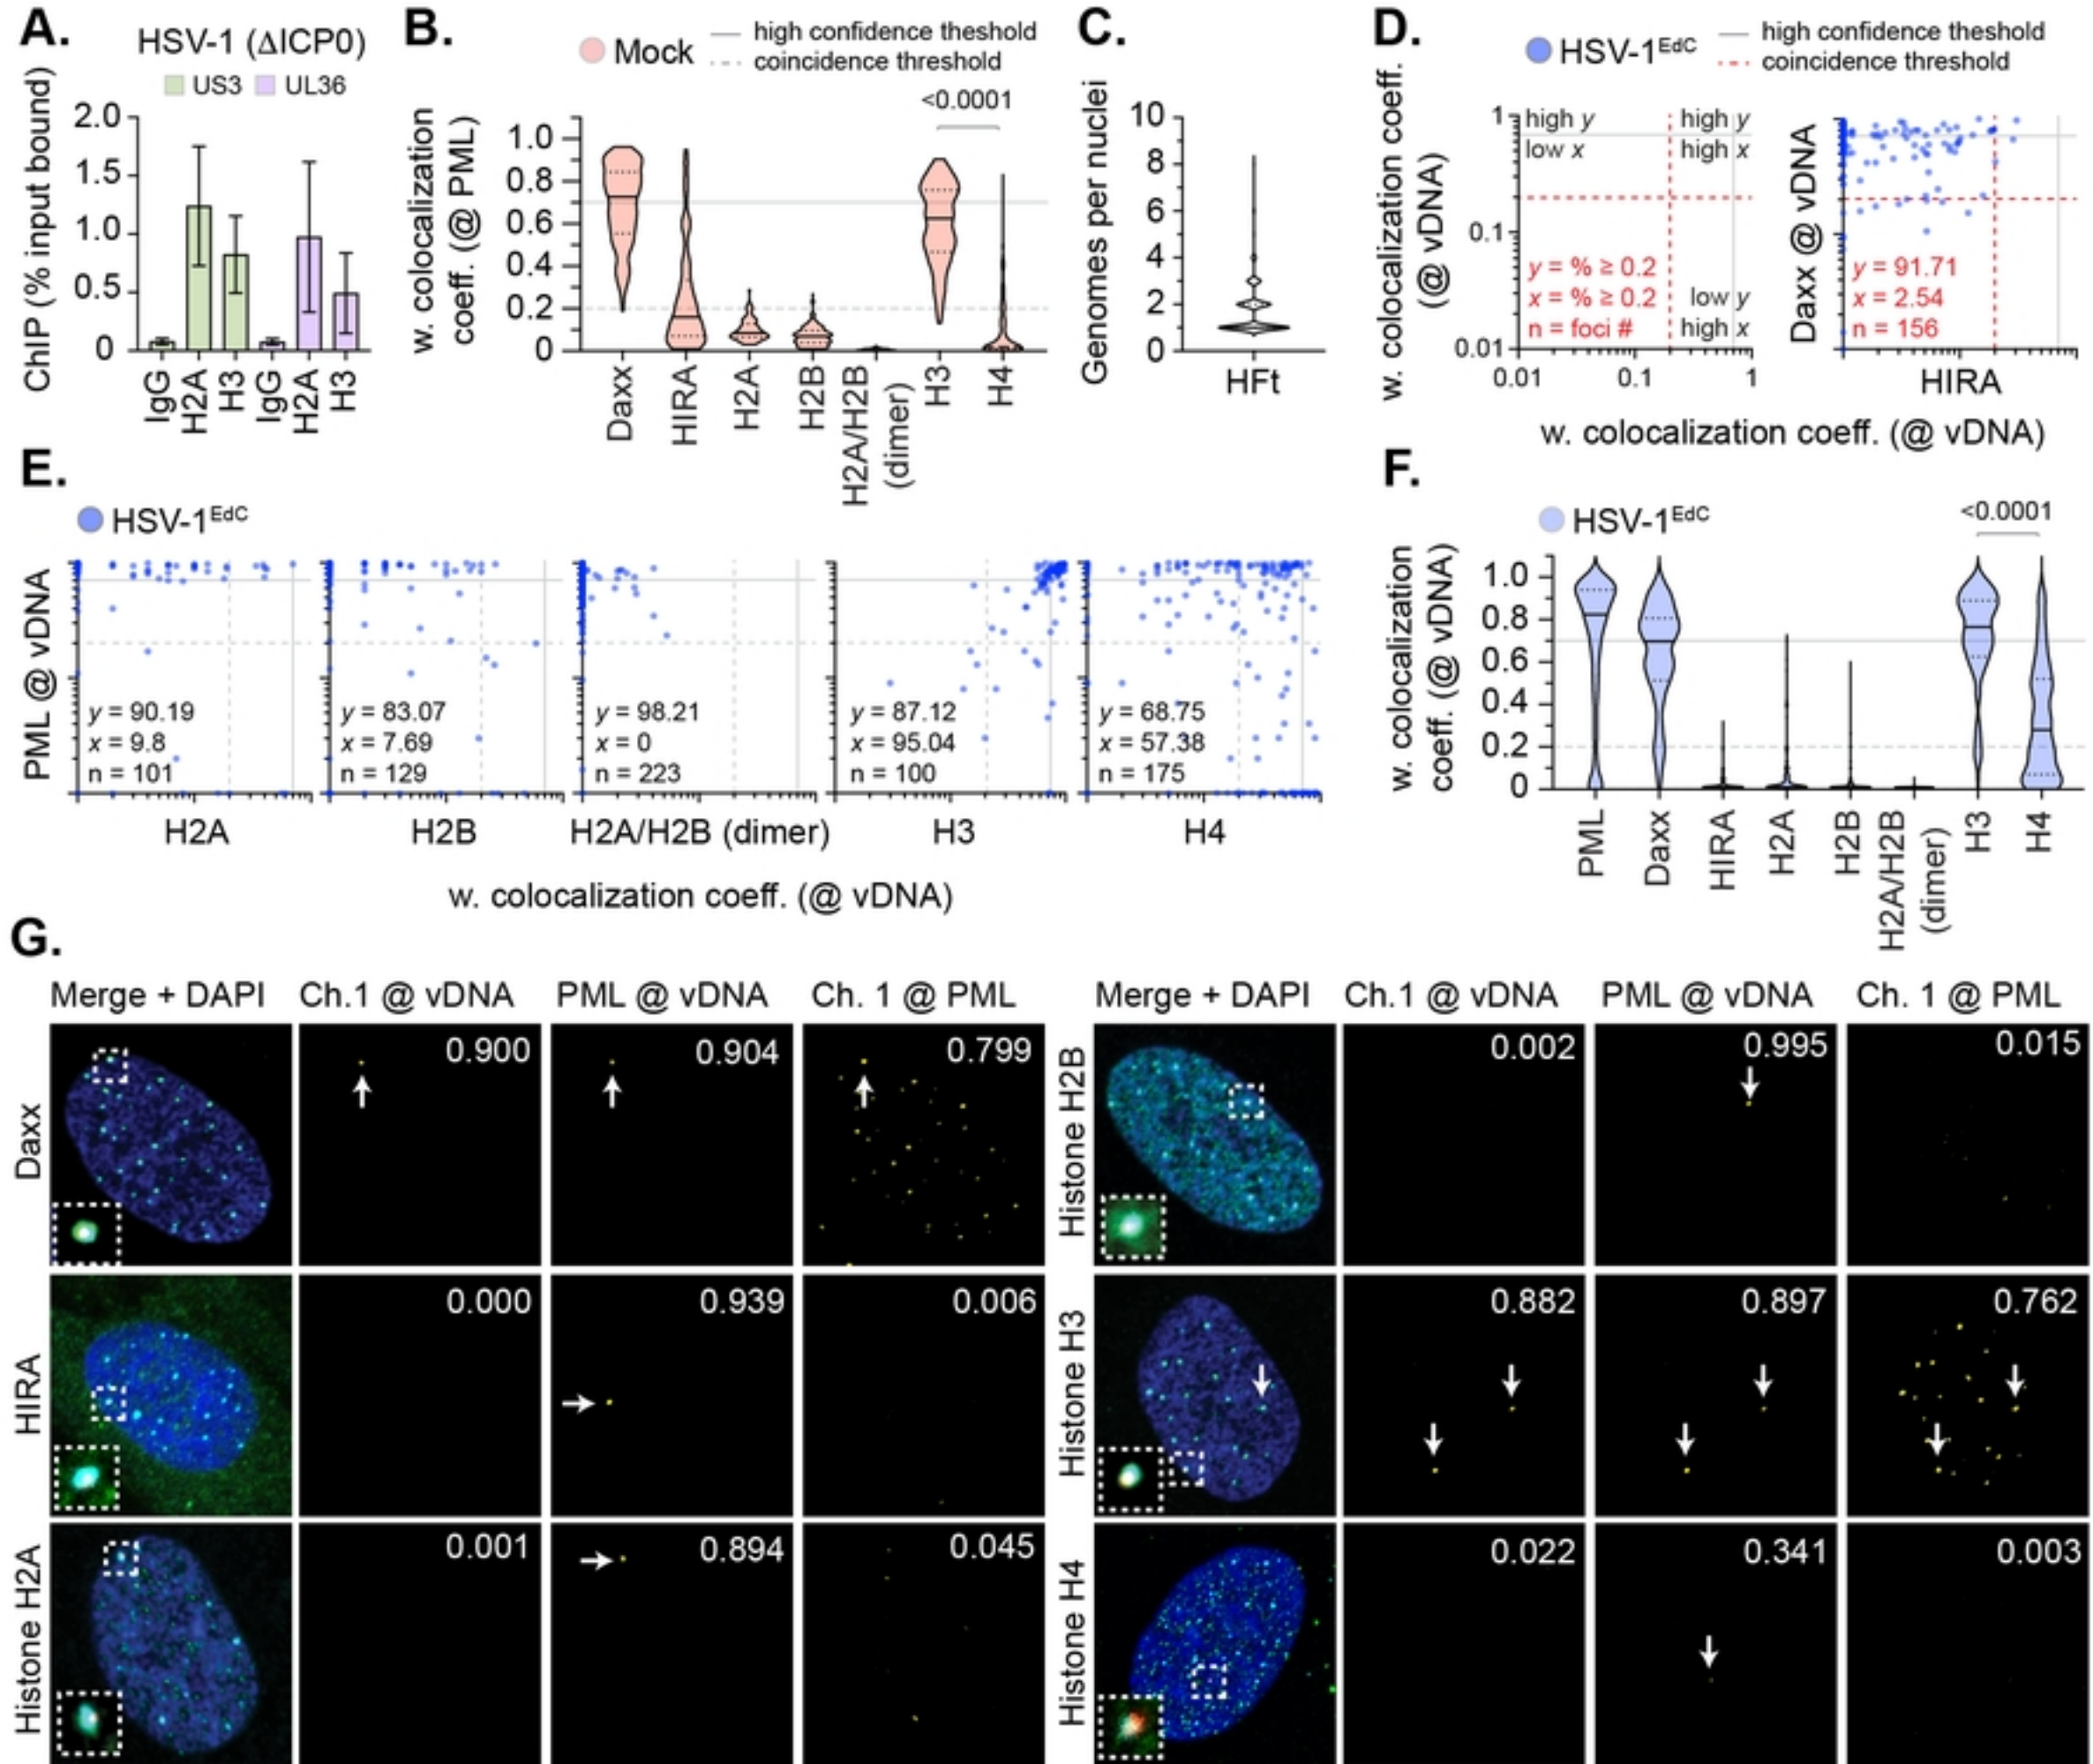 A.
HSV-1 (ΔICP0)
US3 UL36
ChIP (% input bound)
2.0
1.5
1.0
0.5
0
IgG H2A H3 IgG H2A H3
B.
Mock
high confidence theshold
coincidence threshold
w. colocalization
coeff. (@ PML)
<0.0001
1.0
0.8
0.6
0.4
0.2
0
Daxx HIRA H2A H2B H2A/H2B (dimer) H3 H4
C.
Genomes per nuclei
10
8
6
4
2
0
HFt
D.
HSV-1EdC
high confidence theshold
coincidence threshold
w. colocalization coeff.
(@ vDNA)
1
0.1
0.01
high y
low x
high y
high x
y = % ≥ 0.2
x = % ≥ 0.2
n = foci #
low y
high x
0.01 0.1 1
Daxx @ vDNA
y = 91.71
x = 2.54
n = 156
HIRA
w. colocalization coeff. (@ vDNA)
E.
HSV-1EdC
PML @ vDNA
y = 90.19
x = 9.8
n = 101
H2A
y = 83.07
x = 7.69
n = 129
H2B
y = 98.21
x = 0
n = 223
H2A/H2B (dimer)
y = 87.12
x = 95.04
n = 100
H3
y = 68.75
x = 57.38
n = 175
H4
w. colocalization coeff. (@ vDNA)
F.
HSV-1EdC
<0.0001
w. colocalization
coeff. (@ vDNA)
1.0
0.8
0.6
0.4
0.2
0
PML Daxx HIRA H2A H2B H2A/H2B (dimer) H3 H4
G.
Merge + DAPI Ch.1 @ vDNA PML @ vDNA Ch. 1 @ PML
Daxx
0.900 0.904 0.799
HIRA
0.000 0.939 0.006
Histone H2A
0.001 0.894 0.045
Merge + DAPI Ch.1 @ vDNA PML @ vDNA Ch. 1 @ PML
Histone H2B
0.002 0.995 0.015
Histone H3
0.882 0.897 0.762
Histone H4
0.022 0.341 0.003